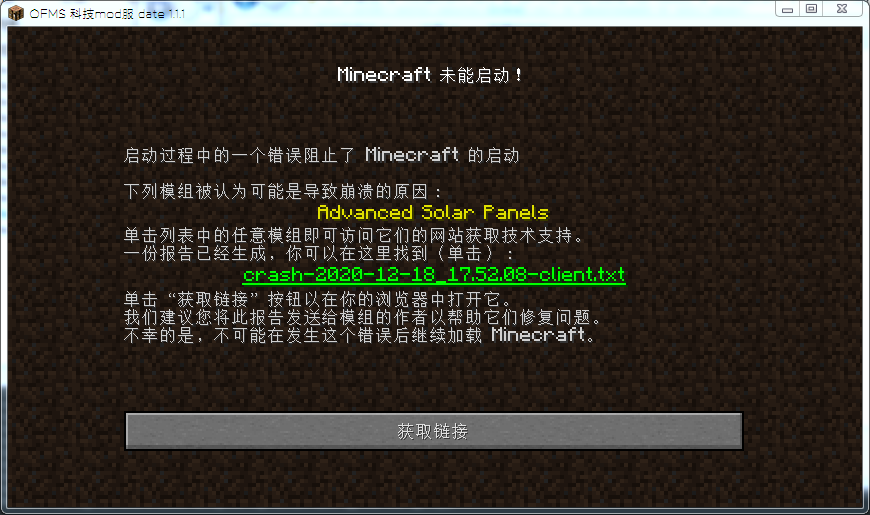 OFMS 科技mod服 date 1.1.1
Minecraft 未能启动！
启动过程中的一个错误阻止了 Minecraft 的启动
下列模组被认为可能是导致崩溃的原因：
Advanced Solar Panels
单击列表中的任意模组即可访问它们的网站获取技术支持。
一份报告已经生成，你可以在这里找到（单击）：
crash-2020-12-18_17.52.08-client.txt
单击“获取链接”按钮以在你的浏览器中打开它。
我们建议您将此报告发送给模组的作者以帮助它们修复问题。
不幸的是，不可能在发生这个错误后继续加载 Minecraft。
获取链接